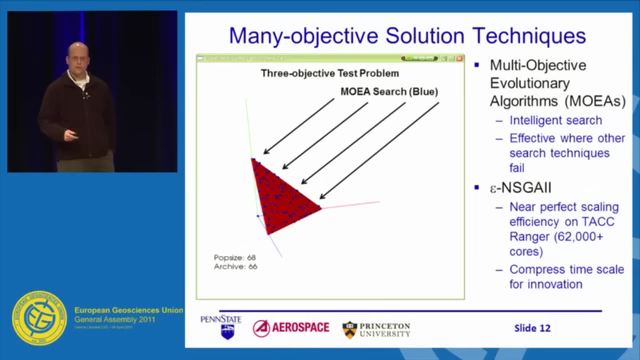 Many-objective Solution Techniques
Three-objective Test Problem
MOEA Search (Blue)
Popsize: 68
Archive: 66
• Multi-Objective
Evolutionary
Algorithms (MOEAs)
– Intelligent search
– Effective where other
search techniques
fail
• ε-NSGAII
– Near perfect scaling
efficiency on TACC
Ranger (62,000+
cores)
– Compress time scale
for innovation
European Geosciences Union
General Assembly 2011
PENNSTATE
AEROSPACE
PRINCETON
UNIVERSITY
Slide 12